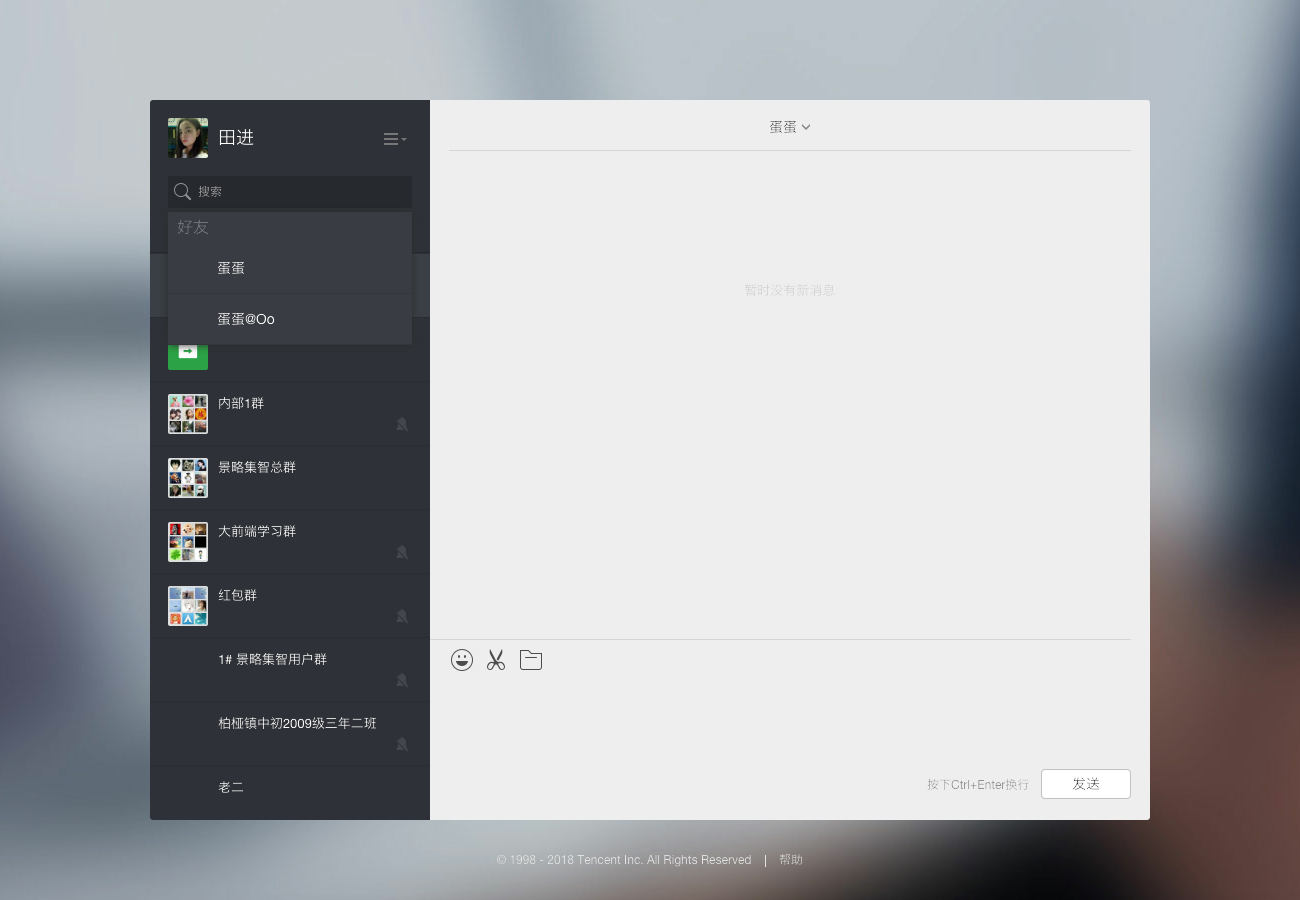 田进
搜索
好友
蛋蛋
蛋蛋@Oo
内部1群
景略集智总群
大前端学习群
红包群
1# 景略集智用户群
柏桠镇中初2009级三年二班
老二
蛋蛋
暂时没有新消息
按下Ctrl+Enter换行
发送
© 1998 - 2018 Tencent Inc. All Rights Reserved | 帮助